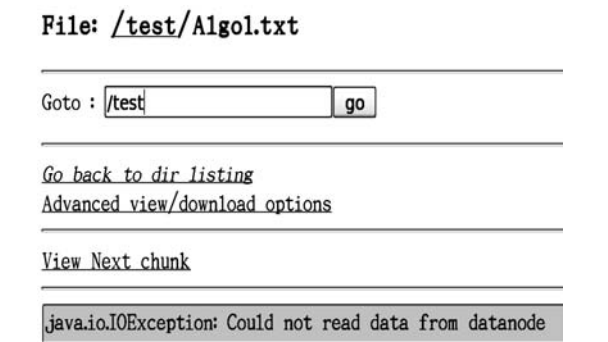 File: /test/Algol.txt
Goto : /test go
Go back to dir listing
Advanced view/download options
View Next chunk
java.io.IOException: Could not read data from datanode